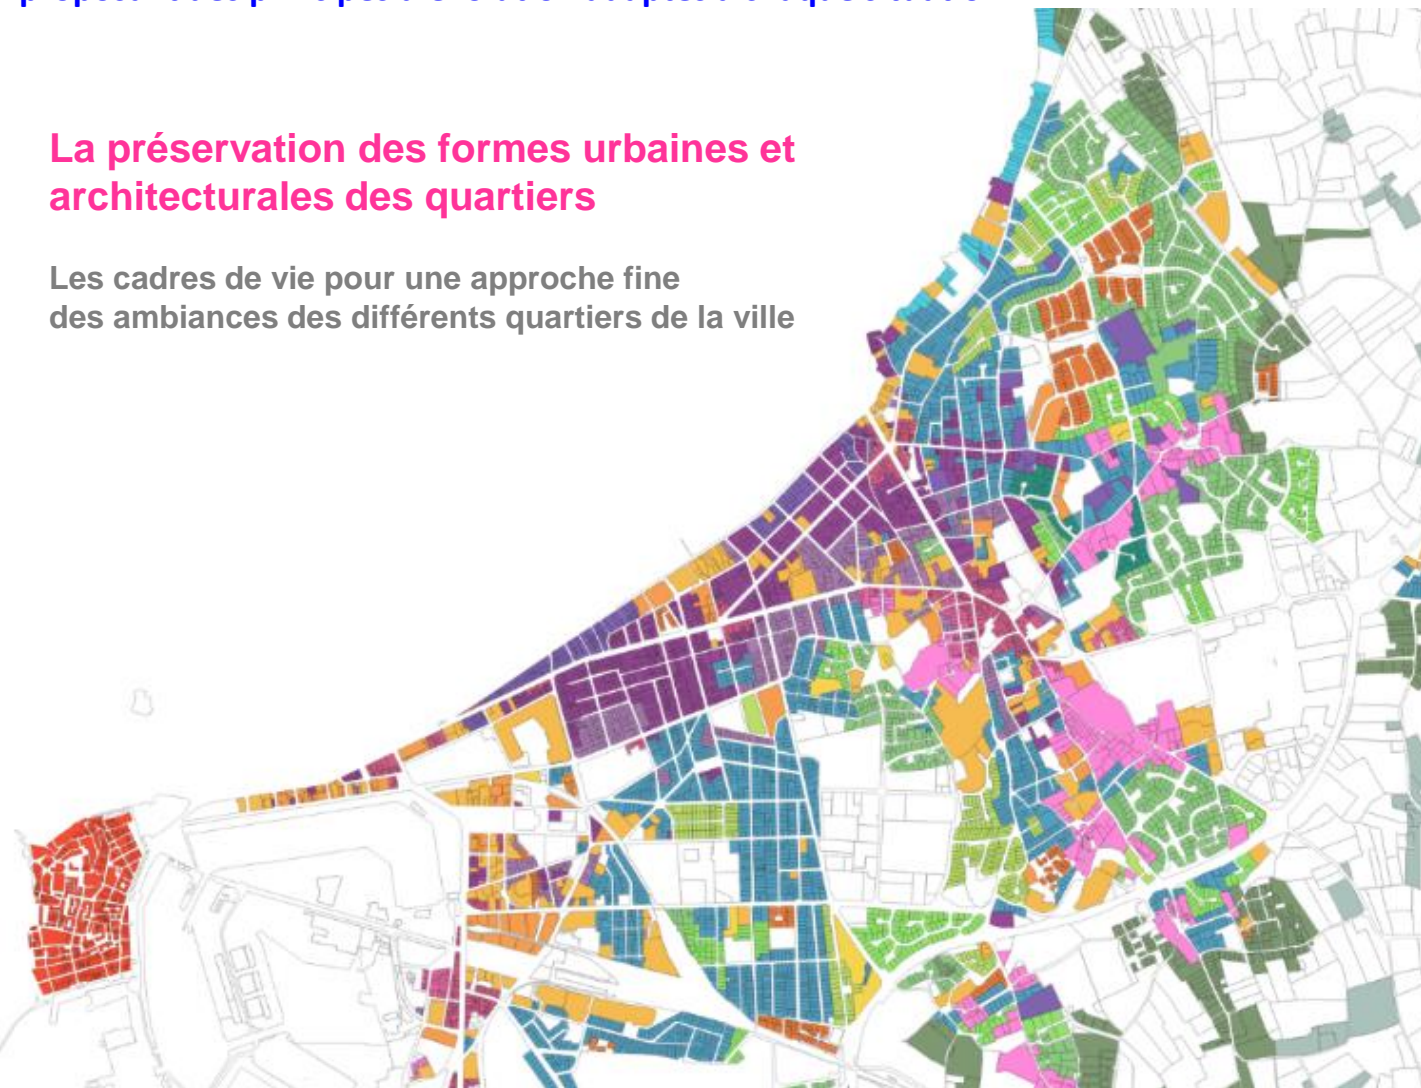 La préservation des formes urbaines et
architecturales des quartiers
Les cadres de vie pour une approche fine
des ambiances des différents quartiers de la ville